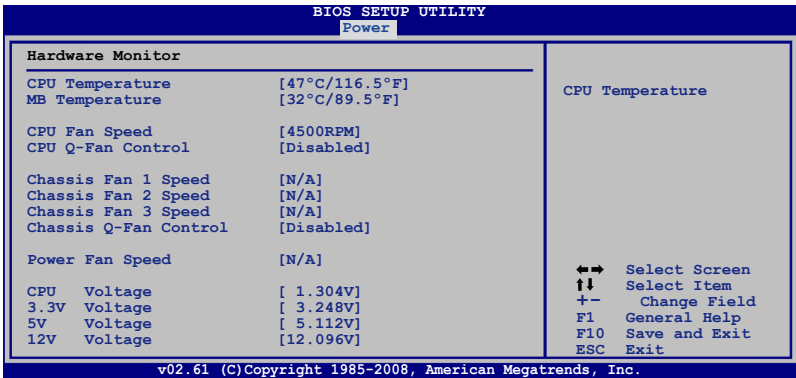 BIOS SETUP UTILITY
Power
Hardware Monitor
CPU Temperature [47°C/116.5°F]
MB Temperature [32°C/89.5°F]
CPU Fan Speed [4500RPM]
CPU Q-Fan Control [Disabled]
Chassis Fan 1 Speed [N/A]
Chassis Fan 2 Speed [N/A]
Chassis Fan 3 Speed [N/A]
Chassis Q-Fan Control [Disabled]
Power Fan Speed [N/A]
CPU Voltage [ 1.304V]
3.3V Voltage [ 3.248V]
5V Voltage [ 5.112V]
12V Voltage [12.096V]
CPU Temperature
←→ Select Screen
↑↓ Select Item
+- Change Field
F1 General Help
F10 Save and Exit
ESC Exit
v02.61 (C)Copyright 1985-2008, American Megatrends, Inc.